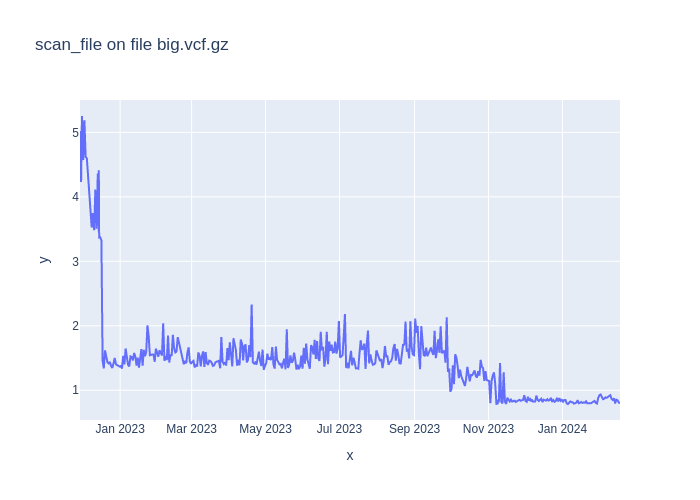 scan_file on file big.vcf.gz
5
4
3
2
1
y
Jan 2023
Mar 2023
May 2023
Jul 2023
Sep 2023
Nov 2023
Jan 2024
x